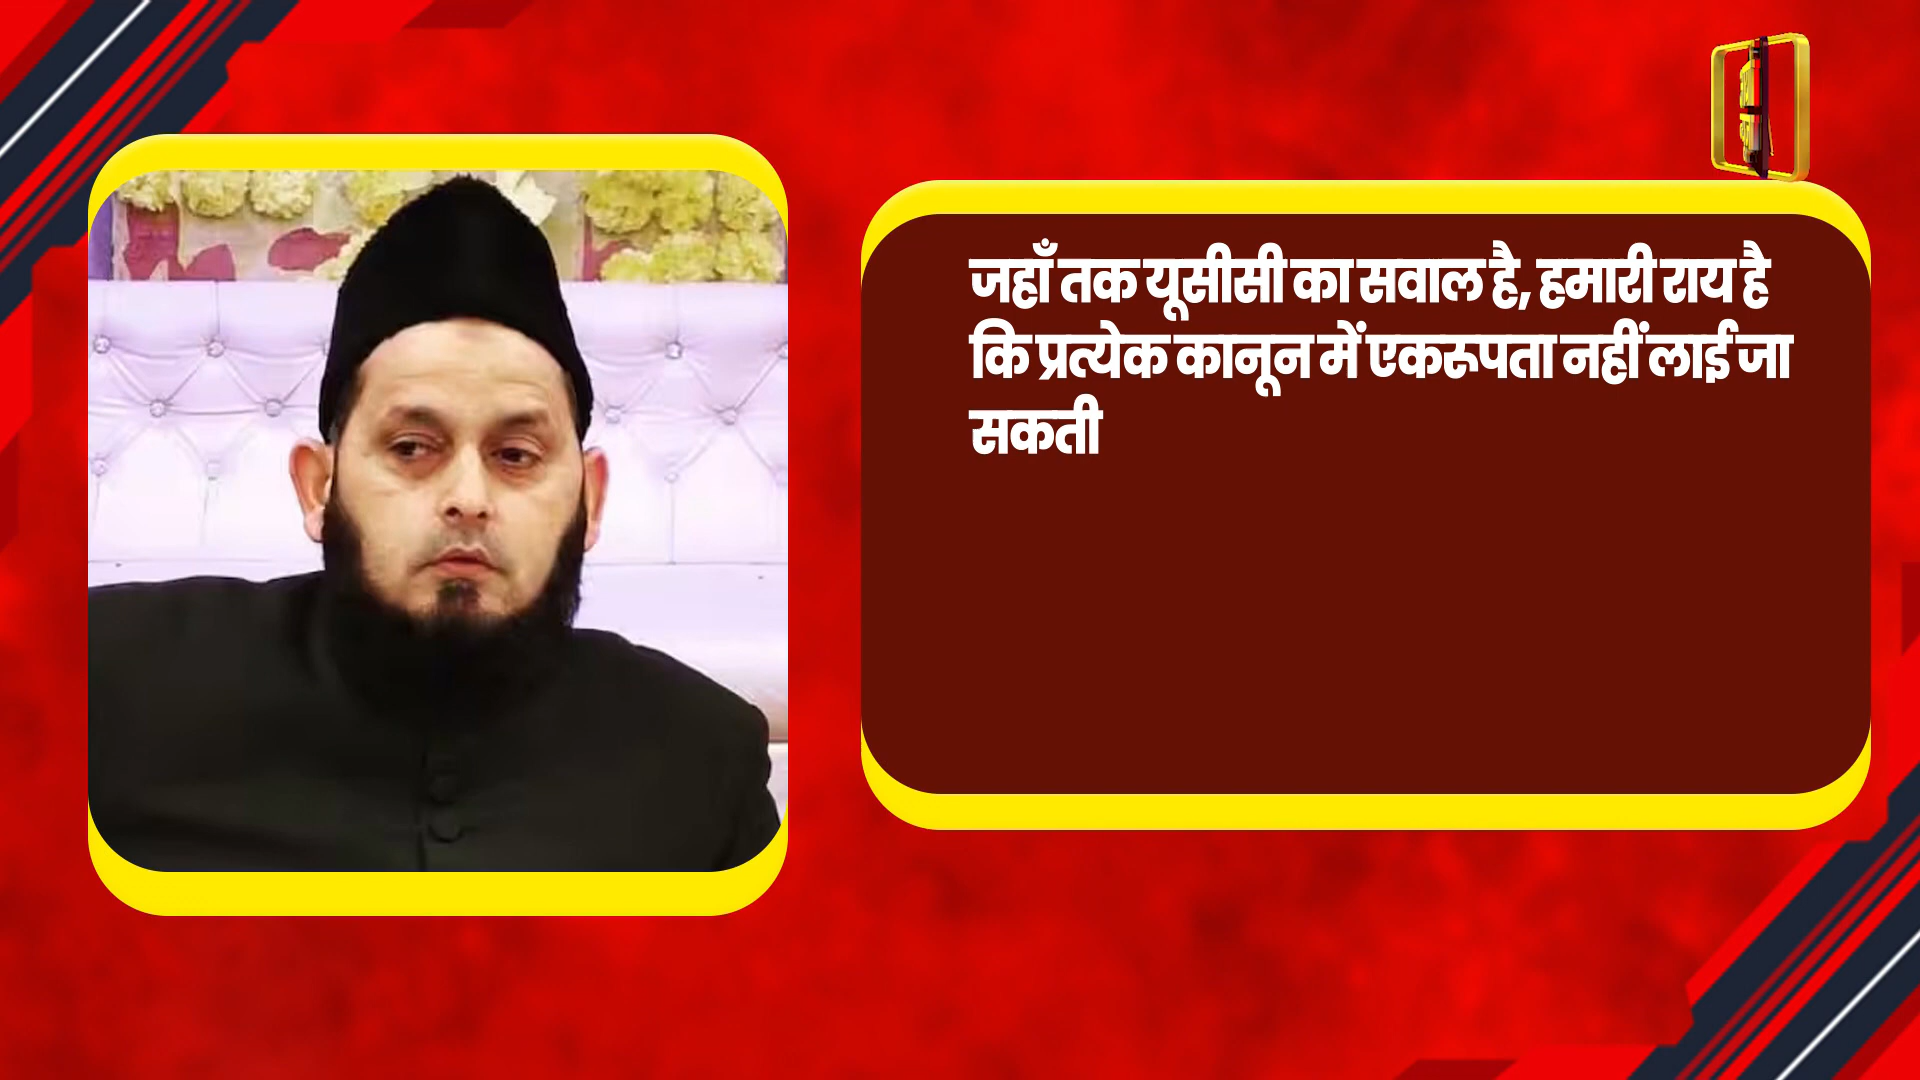 जहाँ तक यूसीसी का सवाल है, हमारी राय है
कि प्रत्येक कानून में एकरूपता नहीं लाई जा
सकती